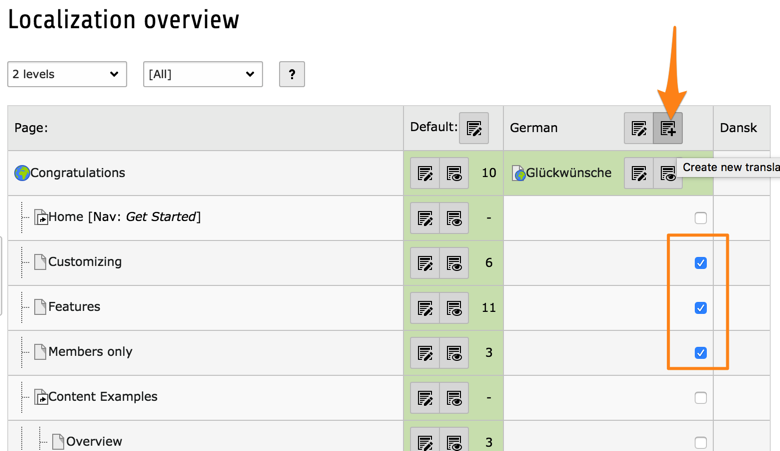 Localization overview
2 levels [All] ?
Page: Default: German Dansk
Congratulations 10 Glückwünsche Create new transla
Home [Nav: Get Started] -
Customizing 6
Features 11
Members only 3
Content Examples -
Overview 3